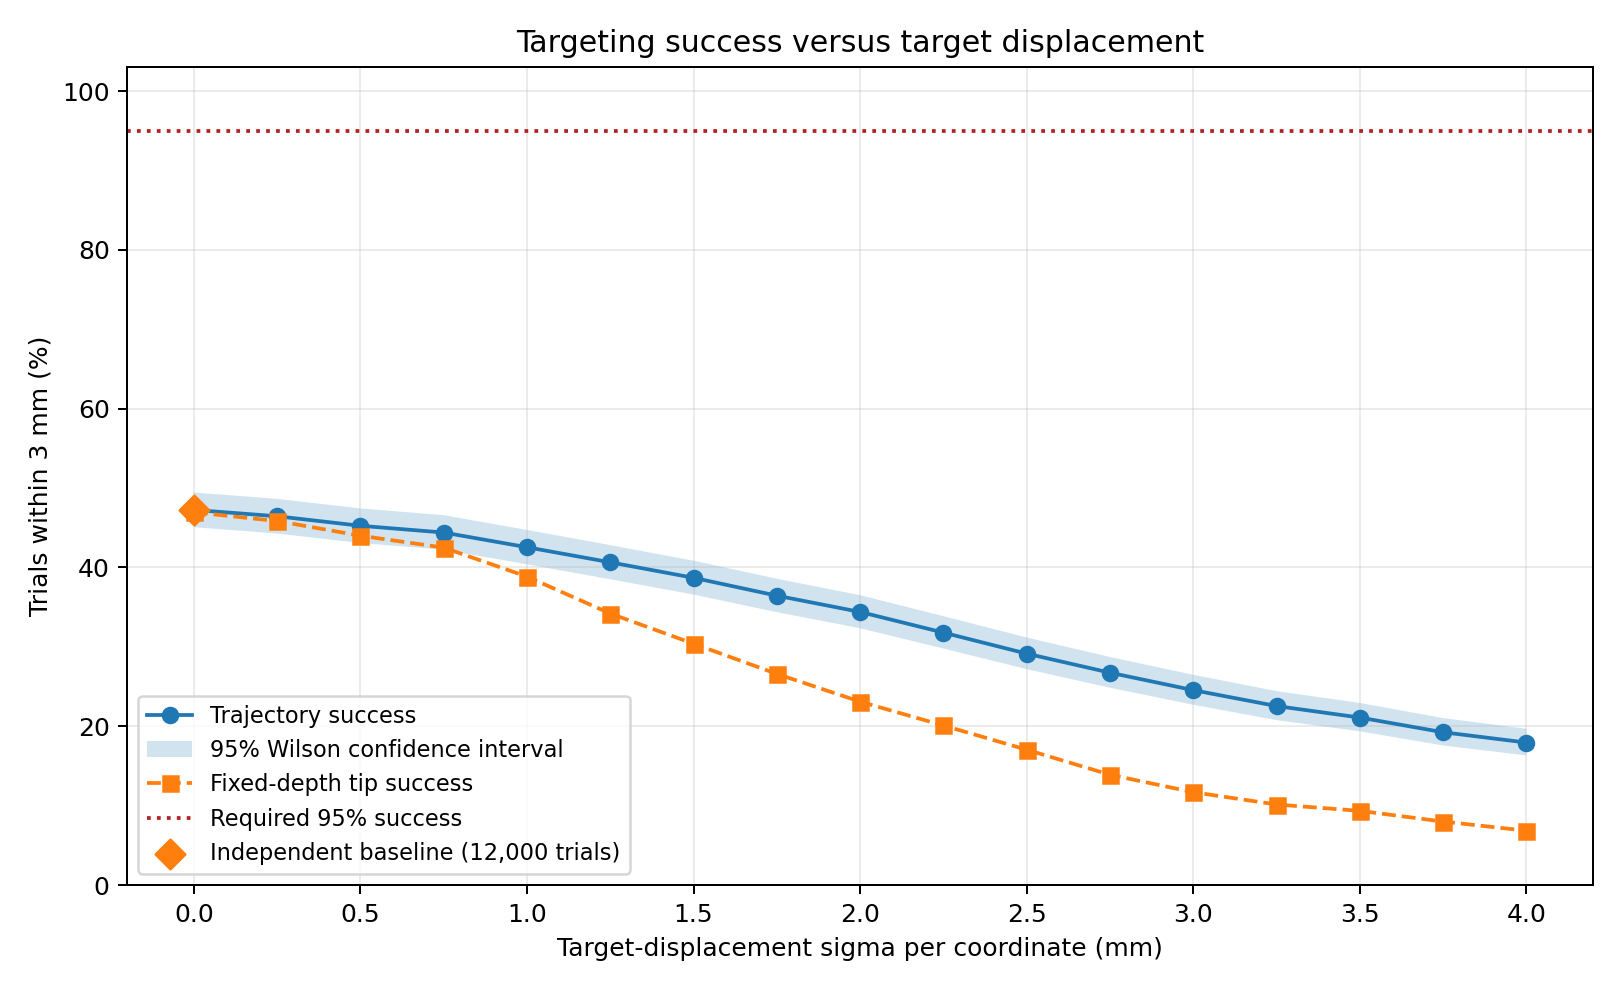 Targeting success versus target displacement
Trials within 3 mm (%)
100
80
60
40
20
0
Trajectory success
95% Wilson confidence interval
Fixed-depth tip success
Required 95% success
Independent baseline (12,000 trials)
0.0 0.5 1.0 1.5 2.0 2.5 3.0 3.5 4.0
Target-displacement sigma per coordinate (mm)